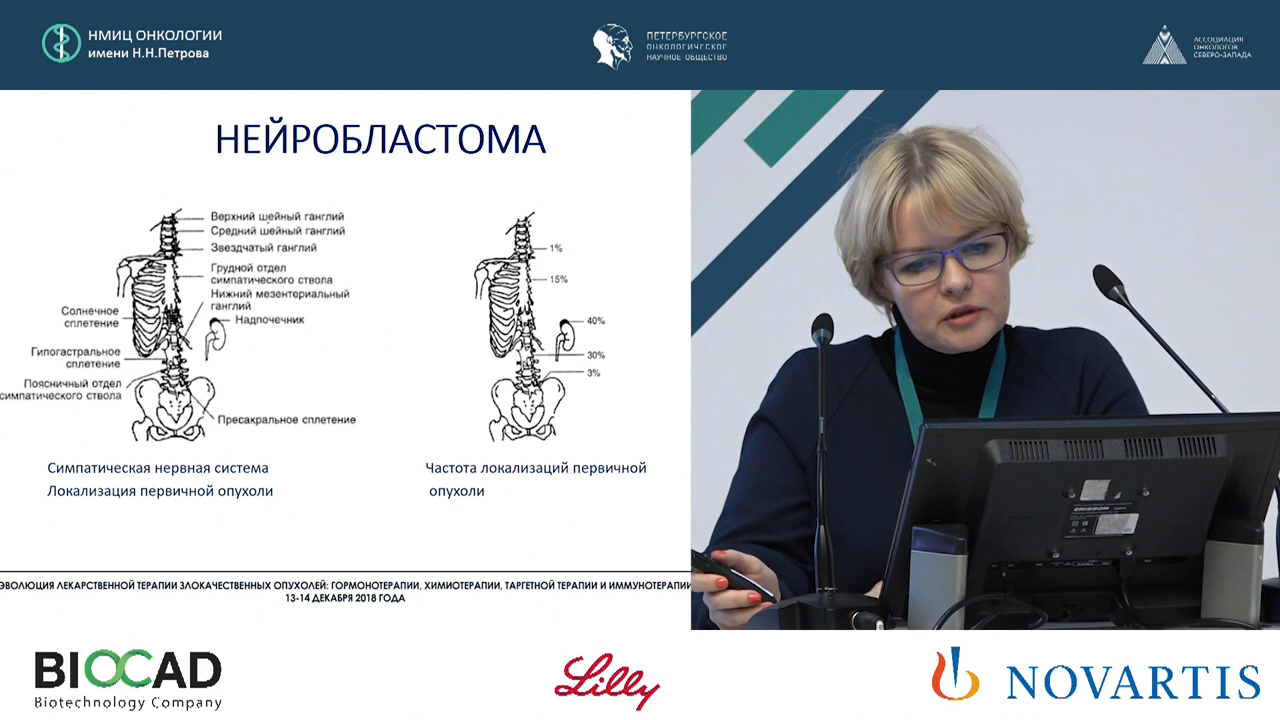 НМИЦ ОНКОЛОГИИ
имени Н.Н.Петрова
ПЕТЕРБУРГСКОЕ
ОНКОЛОГИЧЕСКОЕ
НАУЧНОЕ ОБЩЕСТВО
АССОЦИАЦИЯ
ОНКОЛОГОВ
СЕВЕРО-ЗАПАДА
НЕЙРОБЛАСТОМА
Верхний шейный ганглий
Средний шейный ганглий
Звездчатый ганглий
Грудной отдел
симпатического ствола
Нижний мезентериальный
ганглий
Надпочечник
Солнечное
сплетение
Гипогастральное
сплетение
Поясничный отдел
симпатического ствола
Пресакральное сплетение
1%
15%
40%
30%
3%
Симпатическая нервная система
Локализация первичной опухоли
Частота локализаций первичной
опухоли
ЭВОЛЮЦИЯ ЛЕКАРСТВЕННОЙ ТЕРАПИИ ЗЛОКАЧЕСТВЕННЫХ ОПУХОЛЕЙ: ГОРМОНОТЕРАПИИ, ХИМИОТЕРАПИИ, ТАРГЕТНОЙ ТЕРАПИИ И ИММУНОТЕРАПИИ
13-14 ДЕКАБРЯ 2018 ГОДА
ERISSON
BIOCAD
Biotechnology Company
Lilly
NOVARTIS